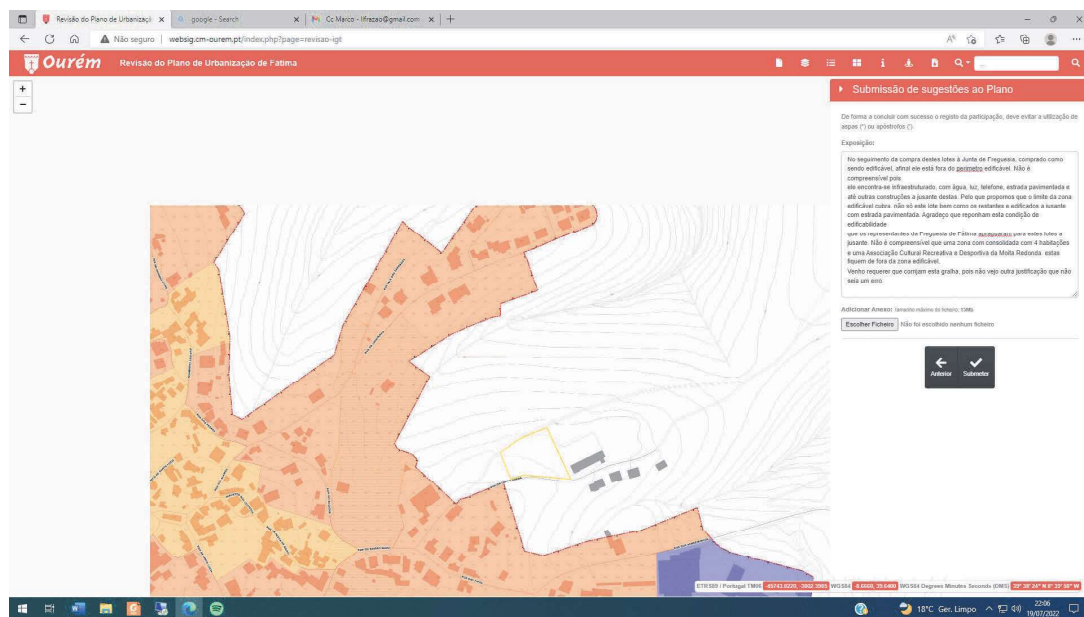 Revisão do Plano de Urbanizaçã
google - Search
Cc Marco - lifrazao@gmail.com
Não seguro | websig.cm-ourem.pt/index.php?page=revisao-igt
Ourém
Revisão do Plano de Urbanização de Fatima
+
−
Submissão de sugestões ao Plano
De forma a concluir com sucesso o registo da participação, deve evitar a utilização de
aspas (") ou apóstrofos (').
Exposição:
No seguimento da compra destes lotes à Junta de Freguesia, comprado como
sendo edificável, afinal ele está fora do perimetro edificável. Não é
compreensível pois
ele encontra-se infraestruturado, com água, luz, telefone, estrada pavimentada e
até outras construções a jusante destas. Pelo que propomos que o limite da zona
edificável cubra não só este lote bem como os restantes e edificados a jusante
com estrada pavimentada. Agradeço que reponham esta condição de
edificabilidade
que os representantes da Freguesia de Fátima
para estes lotes a
jusante. Não é compreensível que uma zona com consolidada com 4 habitações
e uma Associação Cultural Recreativa e Desportiva da Moita Redonda estas
fiquem de fora da zona edificável.
Venho requerer que corrijam esta gralha, pois não vejo outra justificação que não
seja um erro.
Adicionar Anexo: tamanho máximo do ficheiro:
Escolher Ficheiro Não foi escolhido nenhum ficheiro
Anterior
Submeter
ETRS89 / Portugal TM06
WGS84
WGS84 Degrees Minutes Seconds (DMS)
18°C Ger. Limpo
22:06
19/07/2022